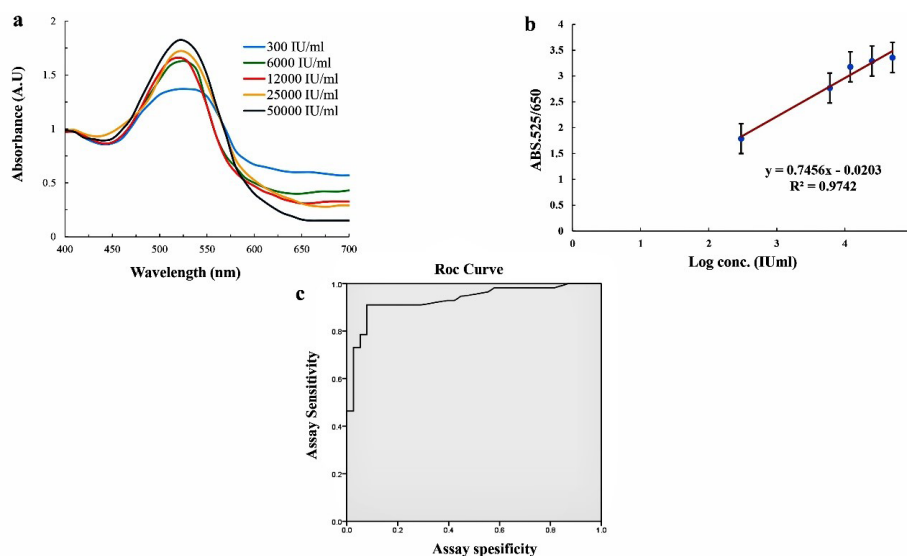 a
Absorbance (A.U)
2
1.5
1
0.5
0
400 450 500 550 600 650 700
Wavelength (nm)
300 IU/ml
6000 IU/ml
12000 IU/ml
25000 IU/ml
50000 IU/ml
b
ABS.525/650
4
3.5
3
2.5
2
1.5
1
0.5
0
0 1 2 3 4
Log conc. (IUml)
y = 0.7456x - 0.0203
R² = 0.9742
c
Roc Curve
Assay Sensitivity
1.0
0.8
0.6
0.4
0.2
0.0
0.0 0.2 0.4 0.6 0.8 1.0
Assay spesificity